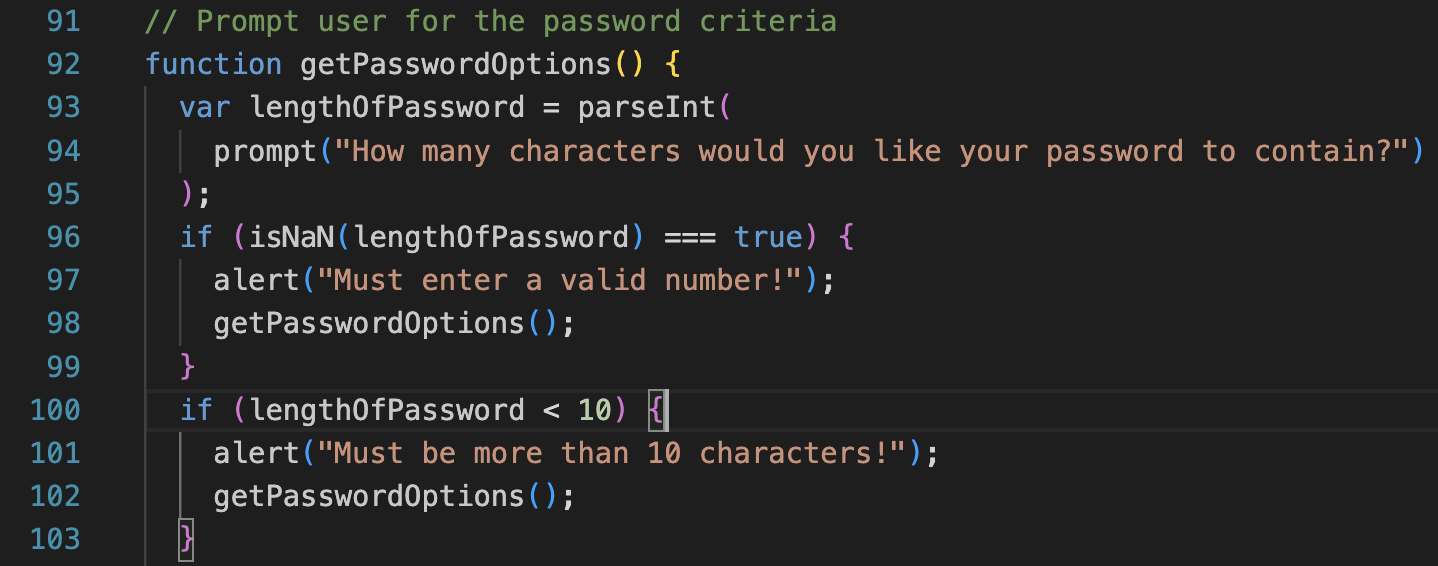 91 // Prompt user for the password criteria
92 function getPasswordOptions() {
93 var lengthOfPassword = parseInt(
94 prompt("How many characters would you like your password to contain?")
95 );
96 if (isNaN(lengthOfPassword) === true) {
97 alert("Must enter a valid number!");
98 getPasswordOptions();
99 }
100 if (lengthOfPassword < 10) {
101 alert("Must be more than 10 characters!");
102 getPasswordOptions();
103 }